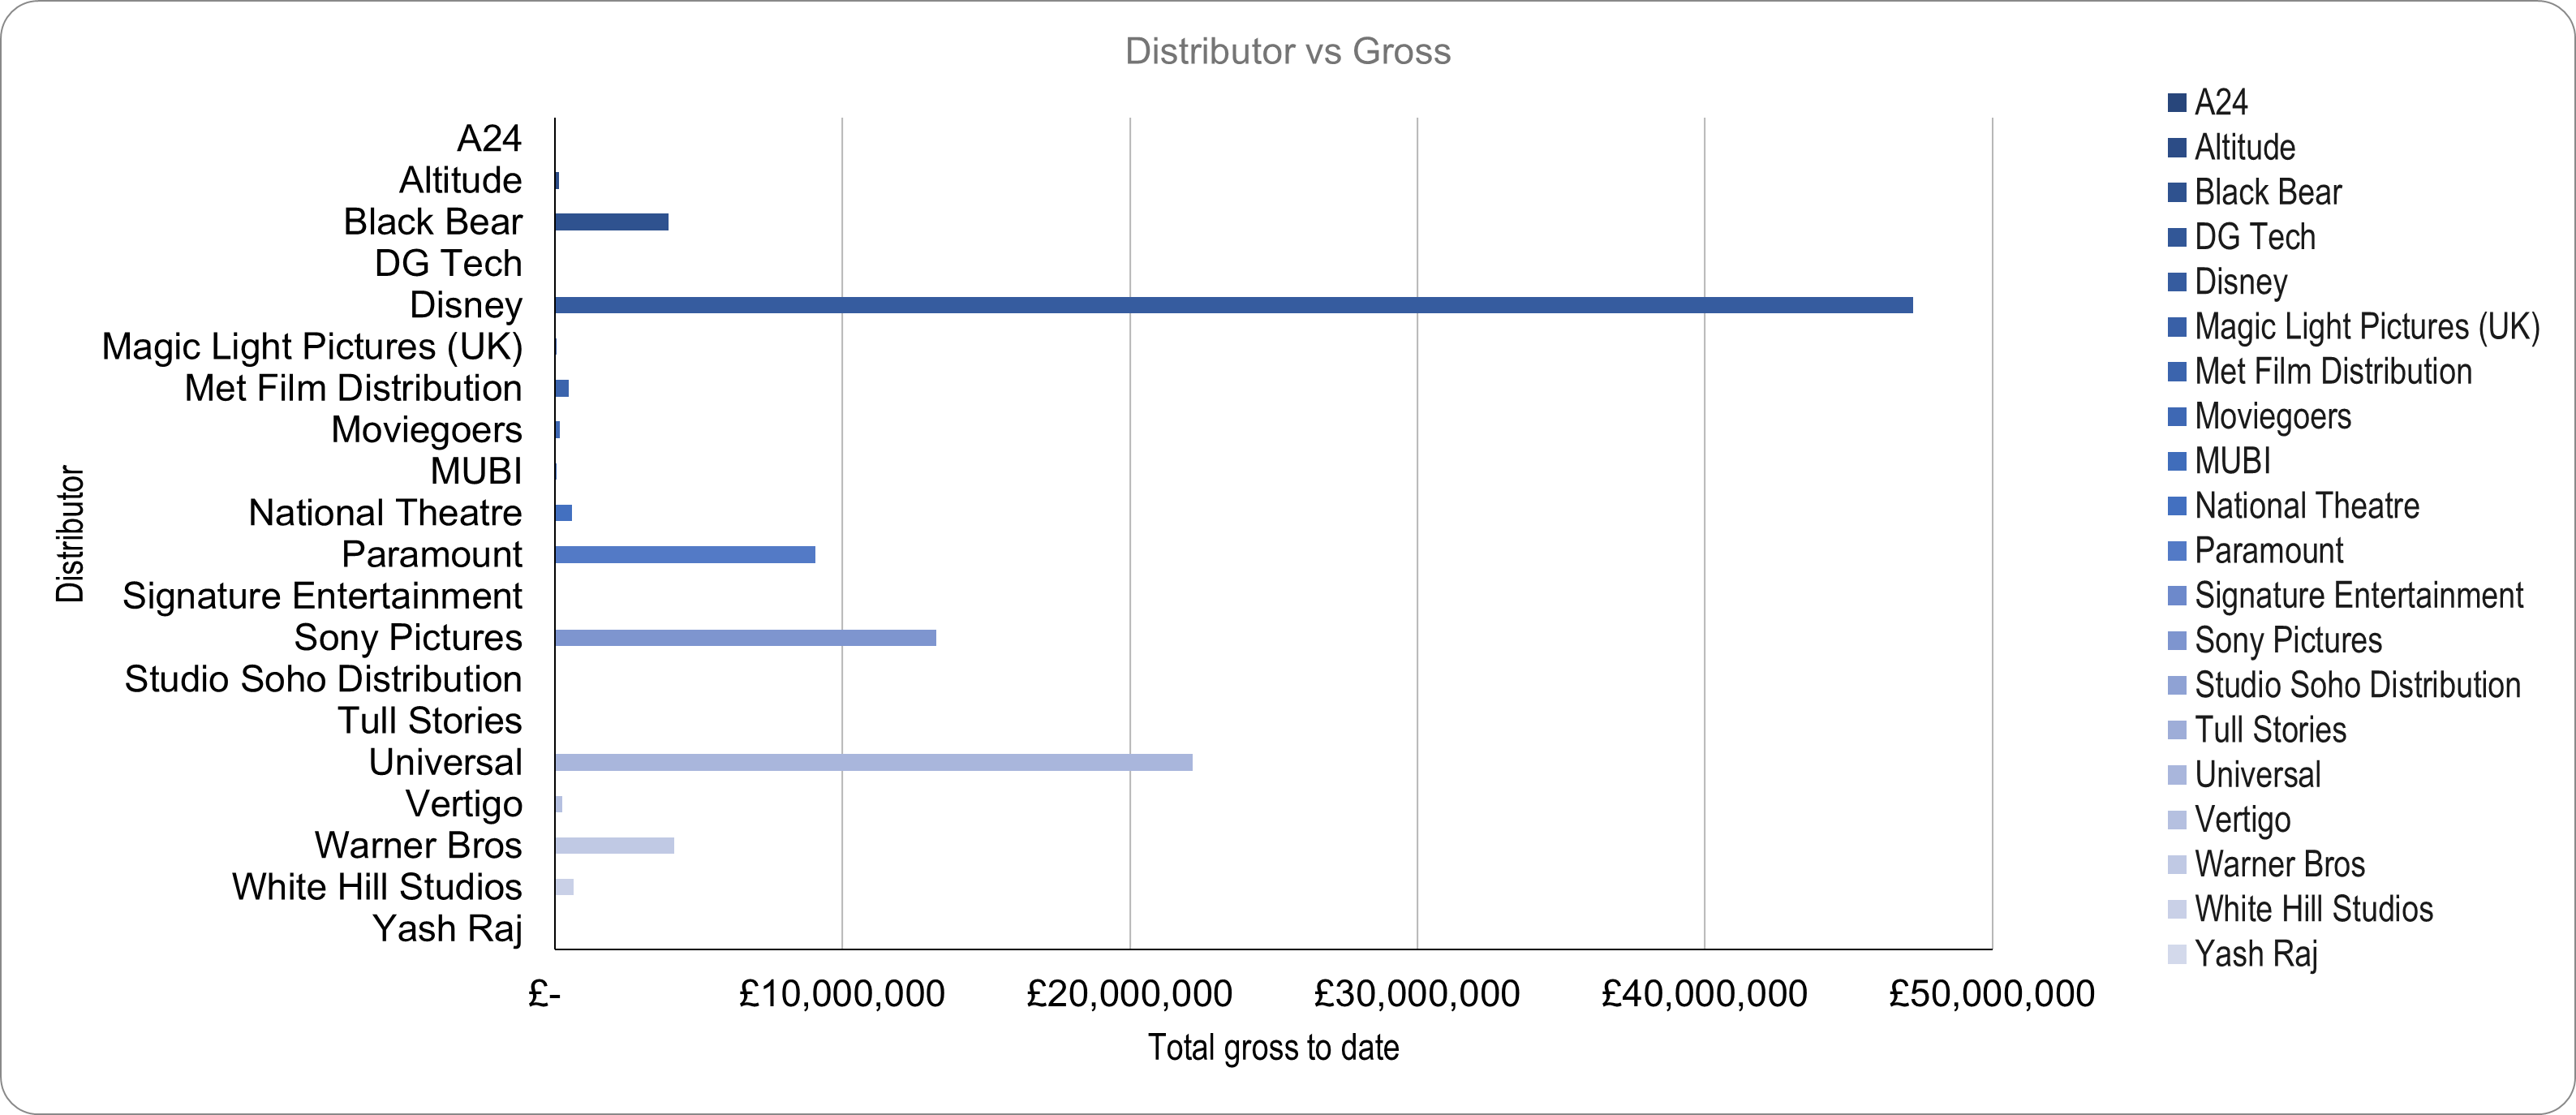 Distributor vs Gross
Distributor
A24
Altitude
Black Bear
DG Tech
Disney
Magic Light Pictures (UK)
Met Film Distribution
Moviegoers
MUBI
National Theatre
Paramount
Signature Entertainment
Sony Pictures
Studio Soho Distribution
Tull Stories
Universal
Vertigo
Warner Bros
White Hill Studios
Yash Raj
£-
£10,000,000
£20,000,000
£30,000,000
£40,000,000
£50,000,000
Total gross to date
A24
Altitude
Black Bear
DG Tech
Disney
Magic Light Pictures (UK)
Met Film Distribution
Moviegoers
MUBI
National Theatre
Paramount
Signature Entertainment
Sony Pictures
Studio Soho Distribution
Tull Stories
Universal
Vertigo
Warner Bros
White Hill Studios
Yash Raj